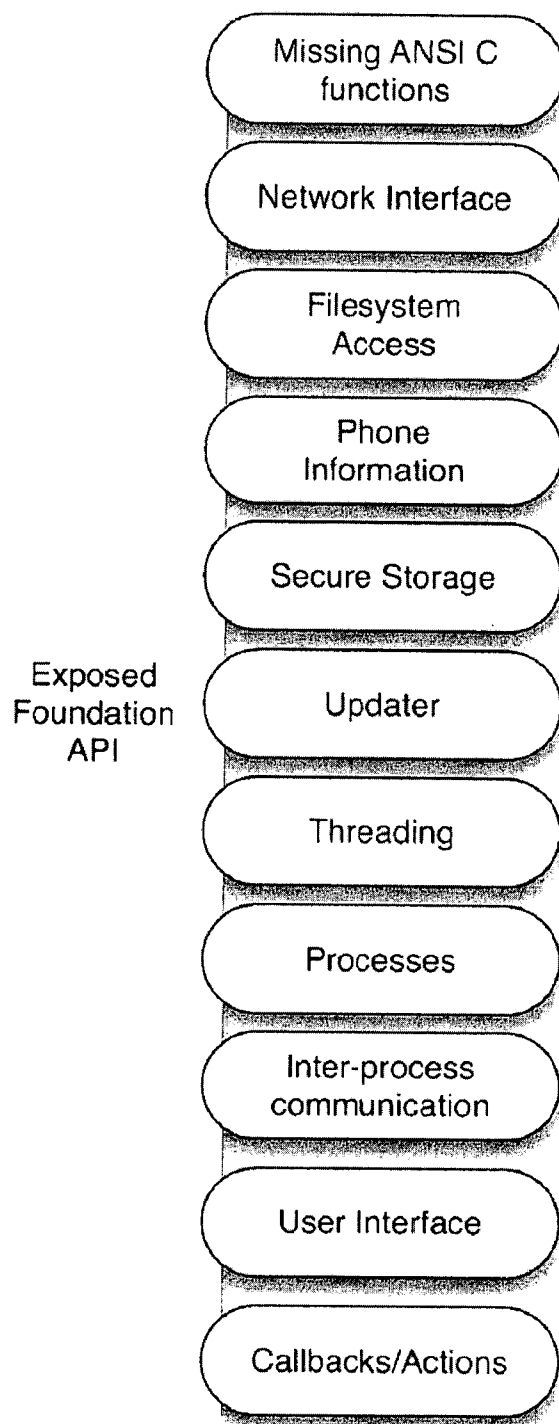 Missing ANSI C
functions
Network Interface
Filesystem
Access
Phone
Information
Secure Storage
Exposed
Foundation
API
Updater
Threading
Processes
Inter-process
communication
User Interface
Callbacks/Actions